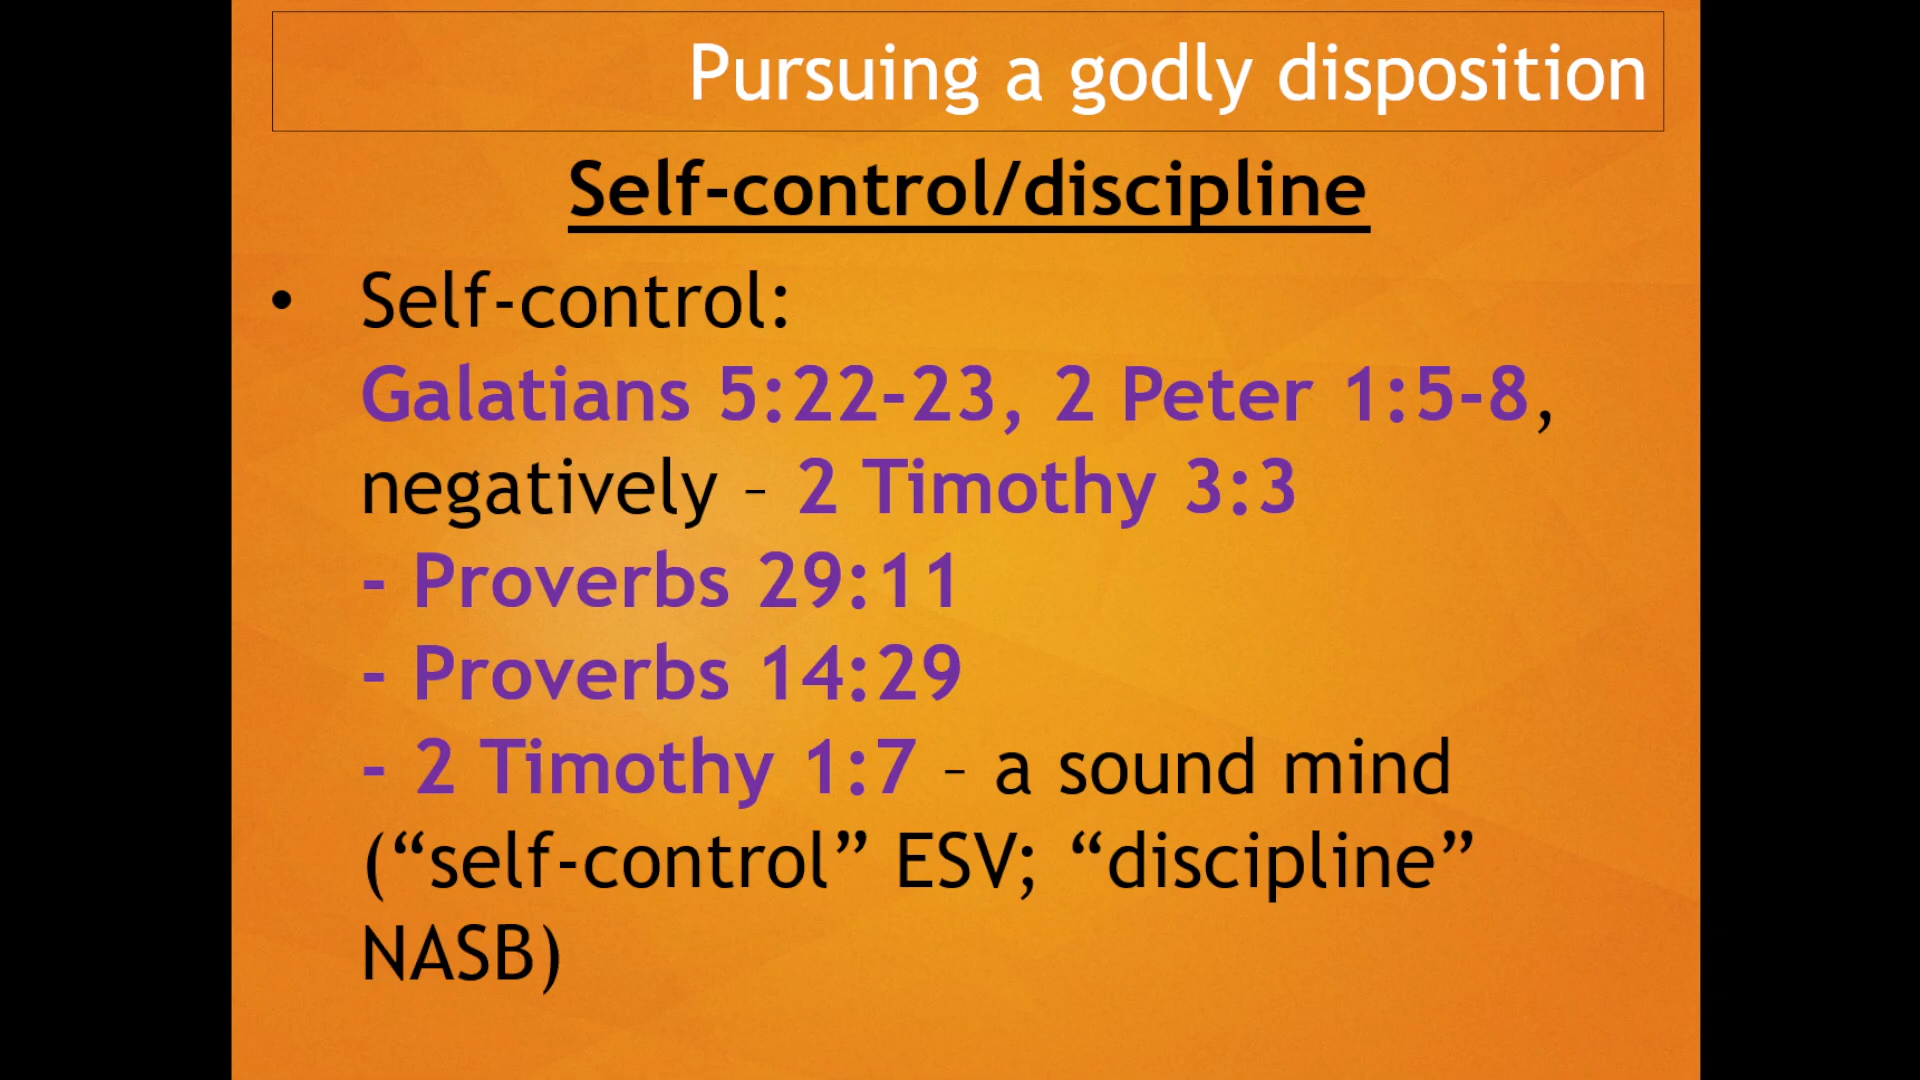 Pursuing a godly disposition
Self-control/discipline
• Self-control:
Galatians 5:22-23, 2 Peter 1:5-8,
negatively – 2 Timothy 3:3
- Proverbs 29:11
- Proverbs 14:29
- 2 Timothy 1:7 – a sound mind
(“self-control” ESV; “discipline”
NASB)